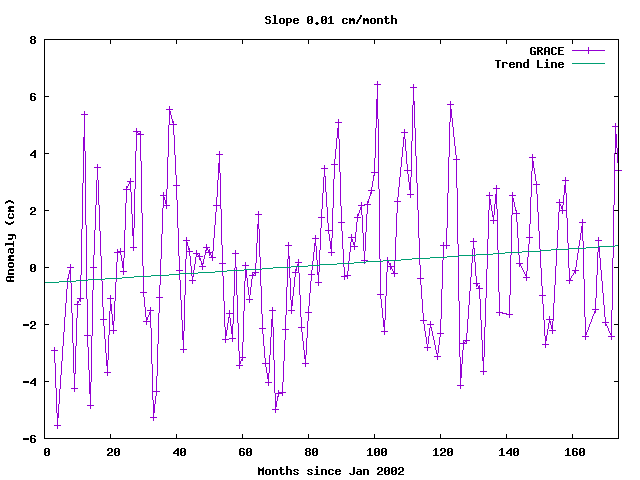 Slope 0.01 cm/month
GRACE
Trend Line
8
6
4
2
0
-2
-4
-6
Anomaly (cm)
0 20 40 60 80 100 120 140 160
Months since Jan 2002